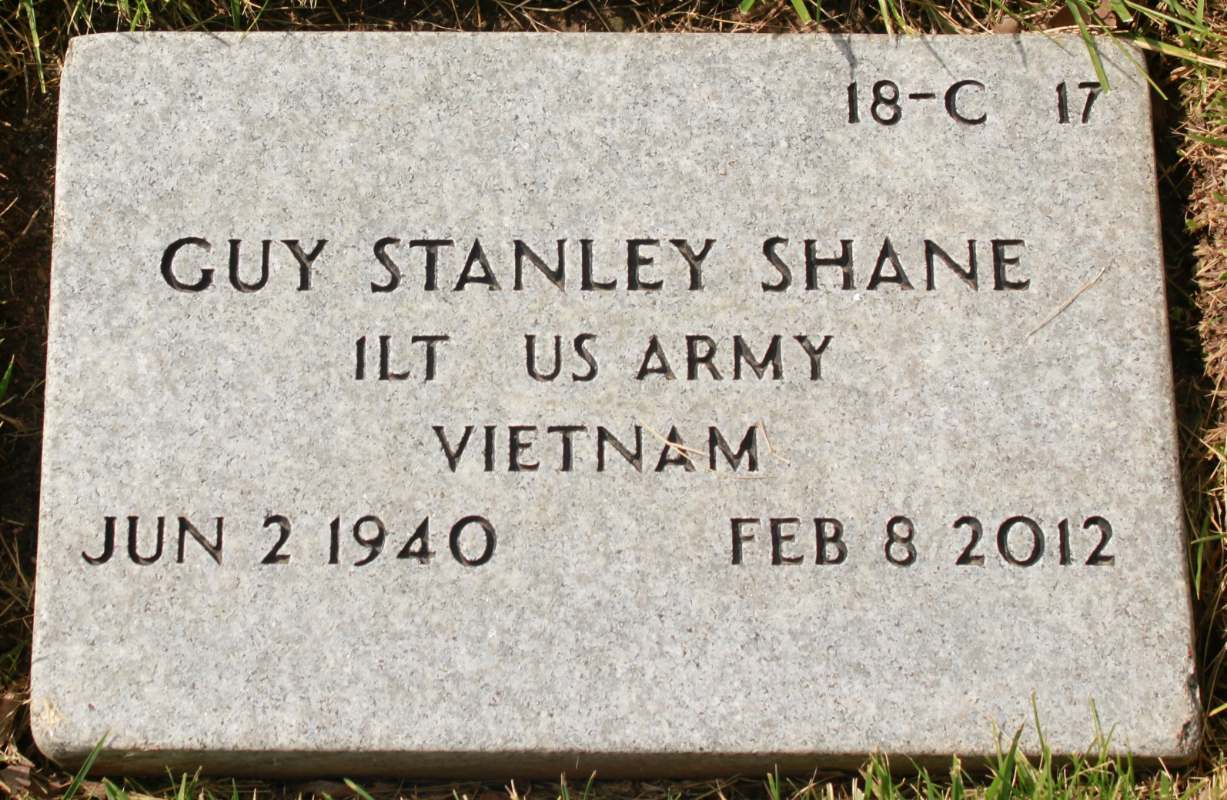 18-C 17
GUY STANLEY SHANE
1LT US ARMY
VIETNAM
JUN 2 1940 FEB 8 2012